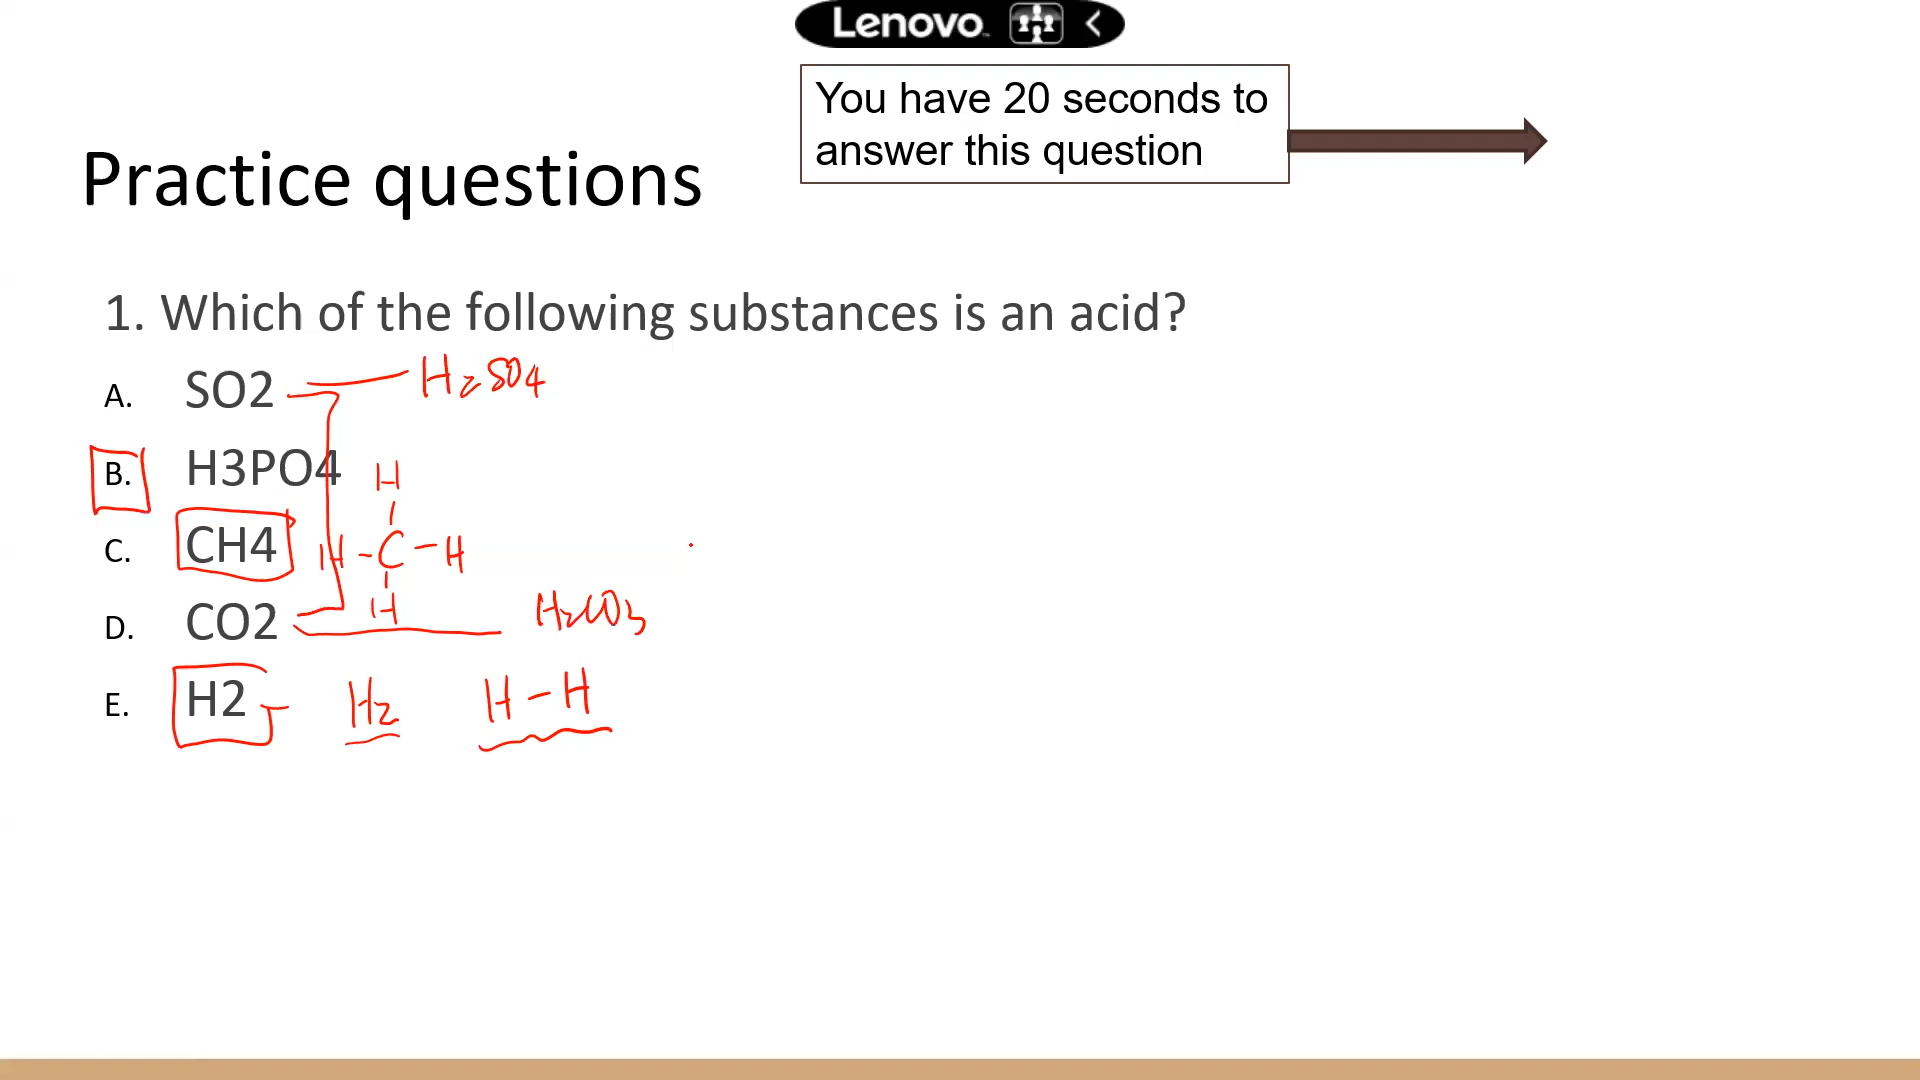 Lenovo
You have 20 seconds to
answer this question
Practice questions
1. Which of the following substances is an acid?
A. SO2 H2SO4
B. H3PO4
H
C. CH4 H-C-H
H
D. CO2 H2CO3
E. H2 H2 H-H